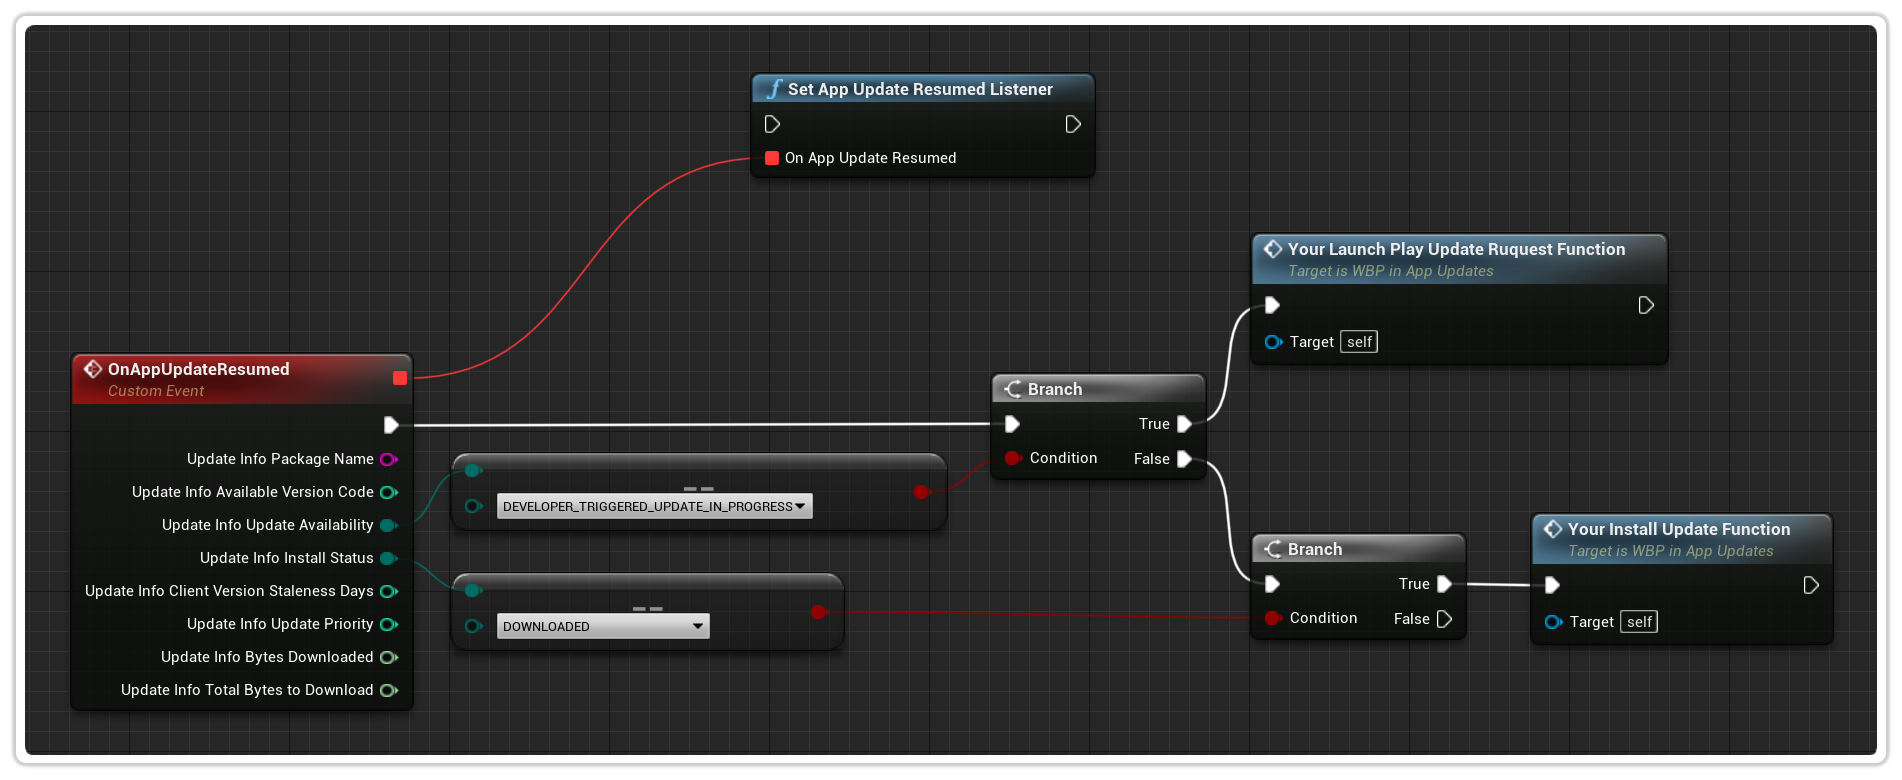 f Set App Update Resumed Listener
On App Update Resumed
Your Launch Play Update Ruquest Function
Target is WBP in App Updates
Target self
OnAppUpdateResumed
Custom Event
Update Info Package Name
Update Info Available Version Code
Update Info Update Availability
Update Info Install Status
Update Info Client Version Staleness Days
Update Info Update Priority
Update Info Bytes Downloaded
Update Info Total Bytes to Download
==
DEVELOPER_TRIGGERED_UPDATE_IN_PROGRESS
==
DOWNLOADED
Branch
True
Condition False
Branch
True
Condition False
Your Install Update Function
Target is WBP in App Updates
Target self